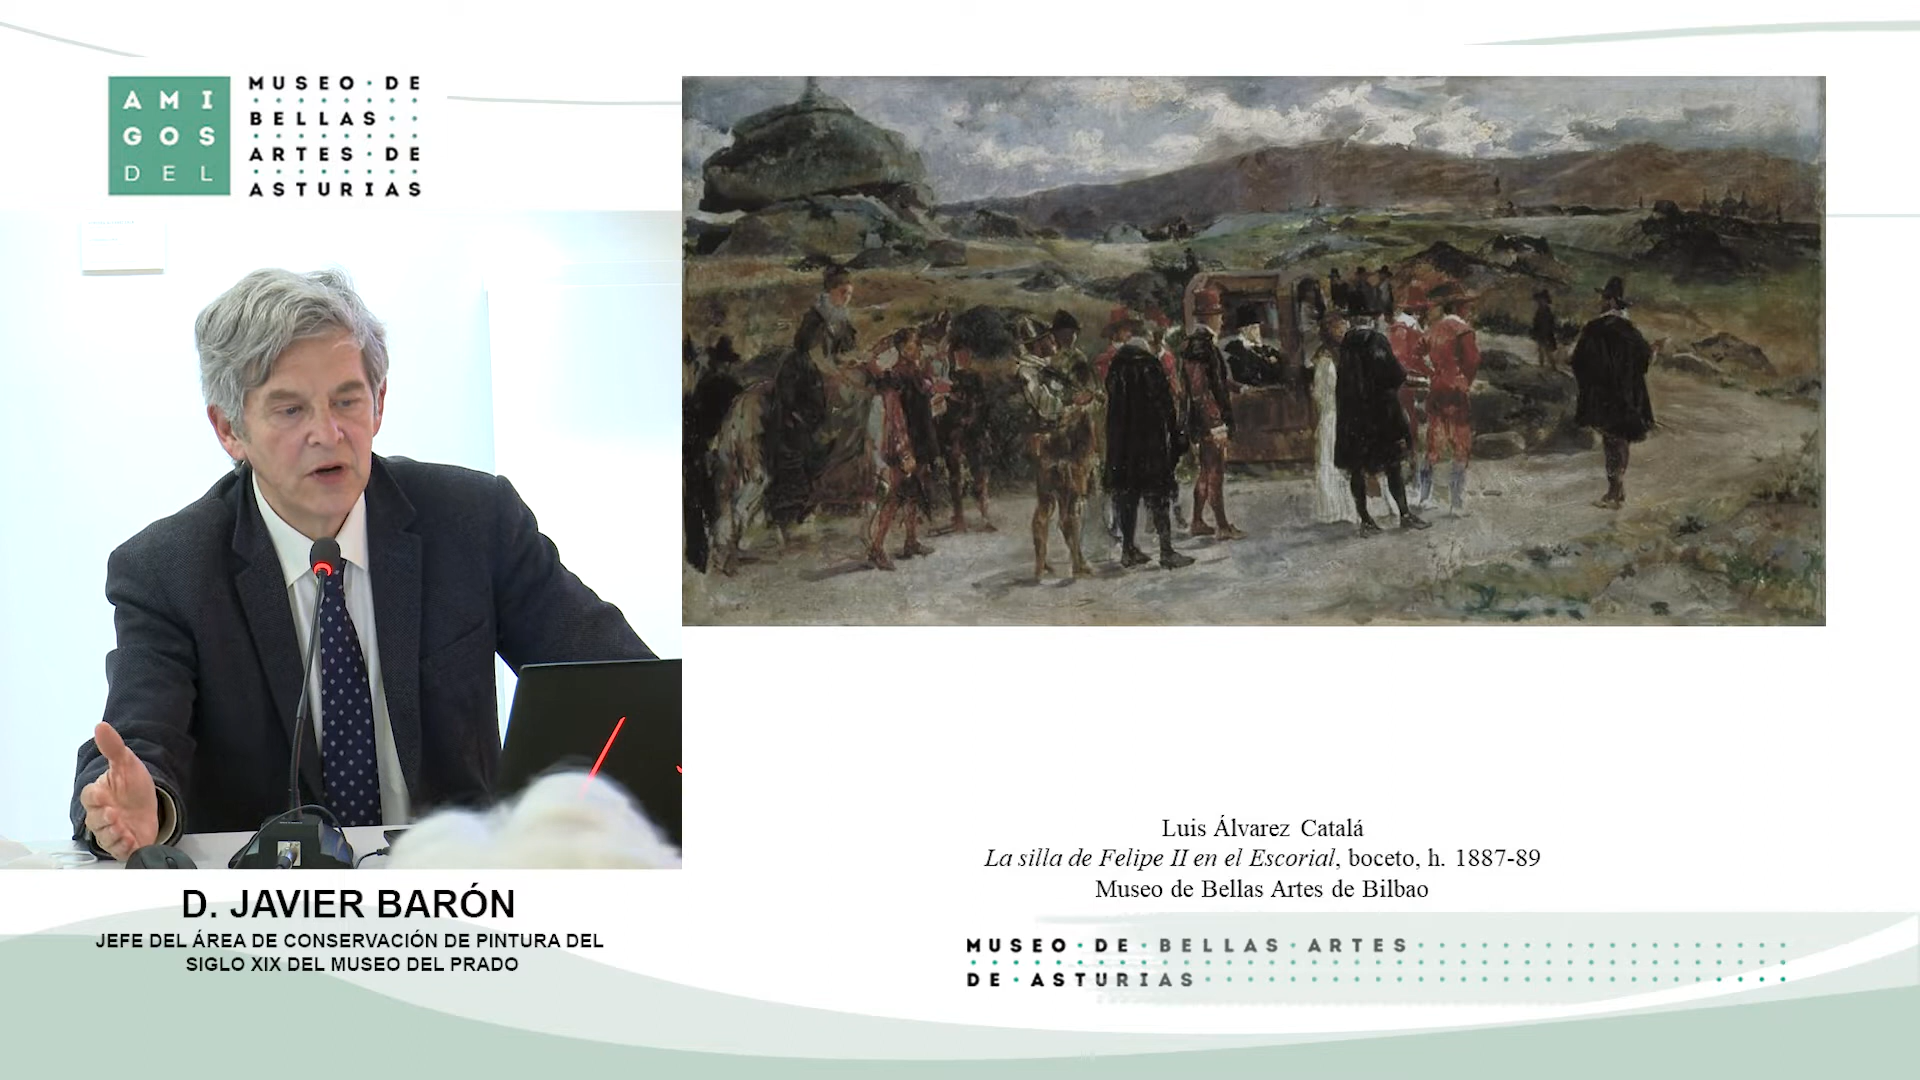 AMI
GOS
DEL
MUSEO·DE
BELLAS
ARTES·DE
ASTURIAS
D. JAVIER BARÓN
JEFE DEL ÁREA DE CONSERVACIÓN DE PINTURA DEL
SIGLO XIX DEL MUSEO DEL PRADO
Luis Álvarez Catalá
La silla de Felipe II en el Escorial, boceto, h. 1887-89
Museo de Bellas Artes de Bilbao
MUSEO·DE·BELLAS·ARTES
DE·ASTURIAS